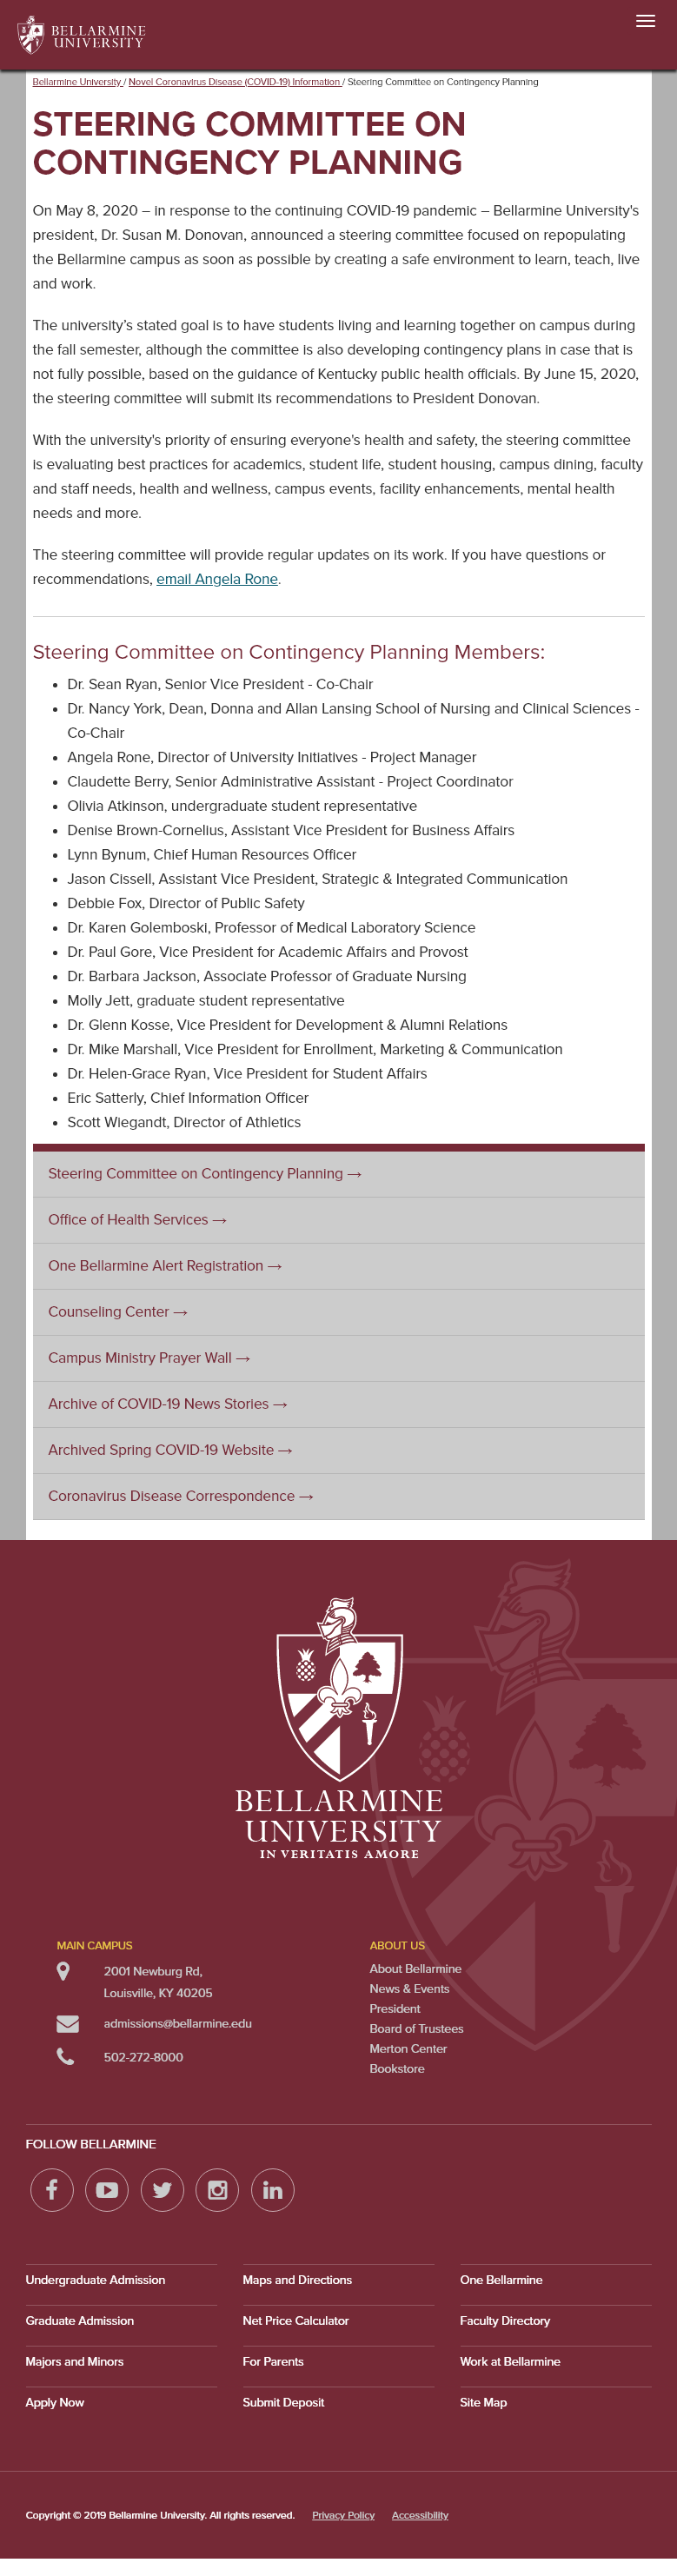 BELLARMINE
UNIVERSITY
Bellarmine University / Novel Coronavirus Disease (COVID-19) Information / Steering Committee on Contingency Planning
STEERING COMMITTEE ON
CONTINGENCY PLANNING
On May 8, 2020 – in response to the continuing COVID-19 pandemic – Bellarmine University's
president, Dr. Susan M. Donovan, announced a steering committee focused on repopulating
the Bellarmine campus as soon as possible by creating a safe environment to learn, teach, live
and work.
The university’s stated goal is to have students living and learning together on campus during
the fall semester, although the committee is also developing contingency plans in case that is
not fully possible, based on the guidance of Kentucky public health officials. By June 15, 2020,
the steering committee will submit its recommendations to President Donovan.
With the university's priority of ensuring everyone's health and safety, the steering committee
is evaluating best practices for academics, student life, student housing, campus dining, faculty
and staff needs, health and wellness, campus events, facility enhancements, mental health
needs and more.
The steering committee will provide regular updates on its work. If you have questions or
recommendations, email Angela Rone.
Steering Committee on Contingency Planning Members:
• Dr. Sean Ryan, Senior Vice President - Co-Chair
• Dr. Nancy York, Dean, Donna and Allan Lansing School of Nursing and Clinical Sciences -
Co-Chair
• Angela Rone, Director of University Initiatives - Project Manager
• Claudette Berry, Senior Administrative Assistant - Project Coordinator
• Olivia Atkinson, undergraduate student representative
• Denise Brown-Cornelius, Assistant Vice President for Business Affairs
• Lynn Bynum, Chief Human Resources Officer
• Jason Cissell, Assistant Vice President, Strategic & Integrated Communication
• Debbie Fox, Director of Public Safety
• Dr. Karen Golemboski, Professor of Medical Laboratory Science
• Dr. Paul Gore, Vice President for Academic Affairs and Provost
• Dr. Barbara Jackson, Associate Professor of Graduate Nursing
• Molly Jett, graduate student representative
• Dr. Glenn Kosse, Vice President for Development & Alumni Relations
• Dr. Mike Marshall, Vice President for Enrollment, Marketing & Communication
• Dr. Helen-Grace Ryan, Vice President for Student Affairs
• Eric Satterly, Chief Information Officer
• Scott Wiegandt, Director of Athletics
Steering Committee on Contingency Planning →
Office of Health Services →
One Bellarmine Alert Registration →
Counseling Center →
Campus Ministry Prayer Wall →
Archive of COVID-19 News Stories →
Archived Spring COVID-19 Website →
Coronavirus Disease Correspondence →
BELLARMINE
UNIVERSITY
IN VERITATIS AMORE
MAIN CAMPUS
2001 Newburg Rd,
Louisville, KY 40205
admissions@bellarmine.edu
502-272-8000
ABOUT US
About Bellarmine
News & Events
President
Board of Trustees
Merton Center
Bookstore
FOLLOW BELLARMINE
Undergraduate Admission
Graduate Admission
Majors and Minors
Apply Now
Maps and Directions
Net Price Calculator
For Parents
Submit Deposit
One Bellarmine
Faculty Directory
Work at Bellarmine
Site Map
Copyright © 2019 Bellarmine University. All rights reserved. Privacy Policy Accessibility